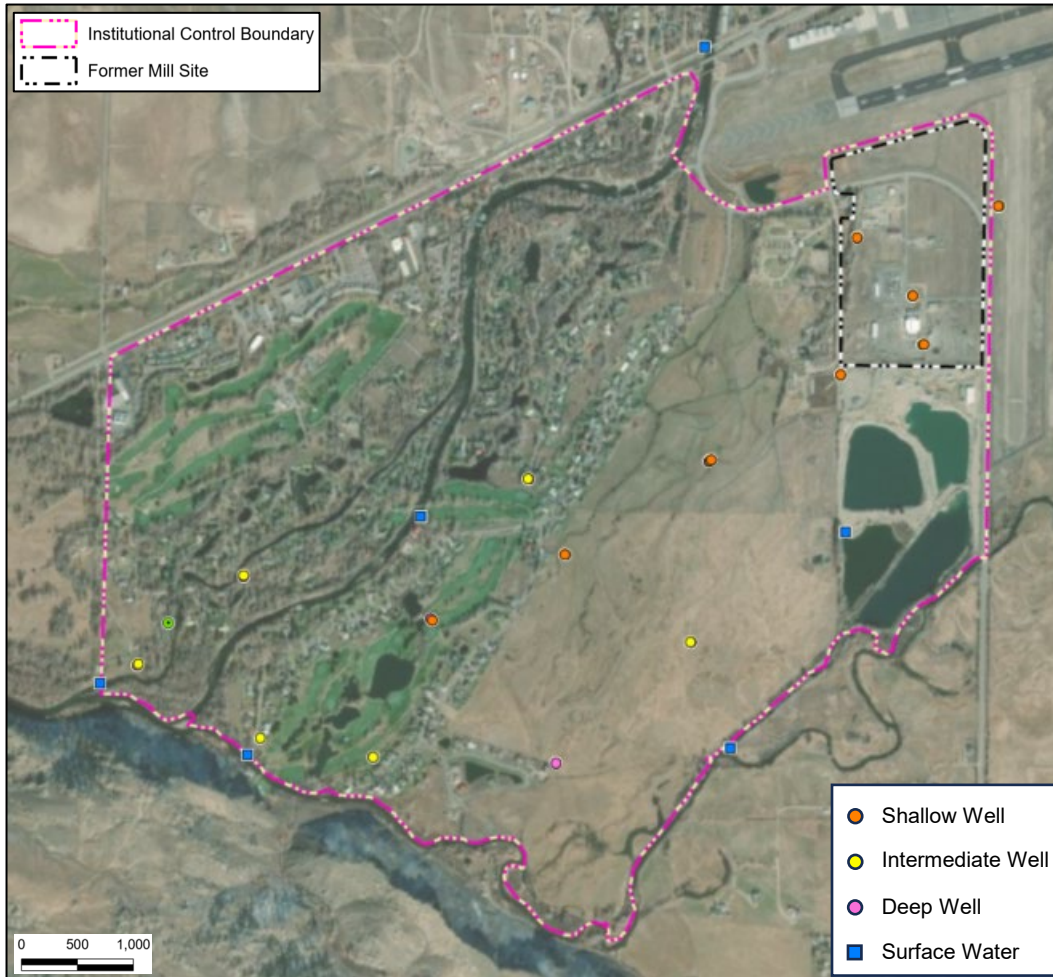 Institutional Control Boundary
Former Mill Site
Shallow Well
Intermediate Well
Deep Well
Surface Water
0 500 1,000